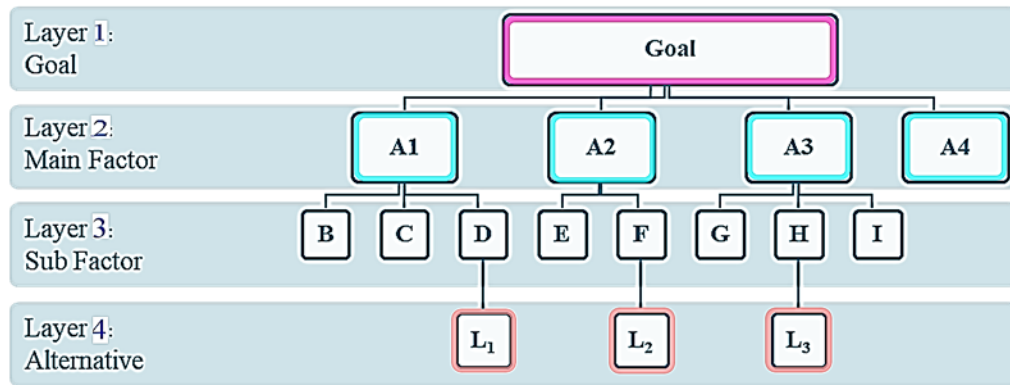 Layer 1:
Goal
Goal
Layer 2:
Main Factor
A1 A2 A3 A4
Layer 3:
Sub Factor
B C D E F G H I
Layer 4:
Alternative
L₁ L₂ L₃